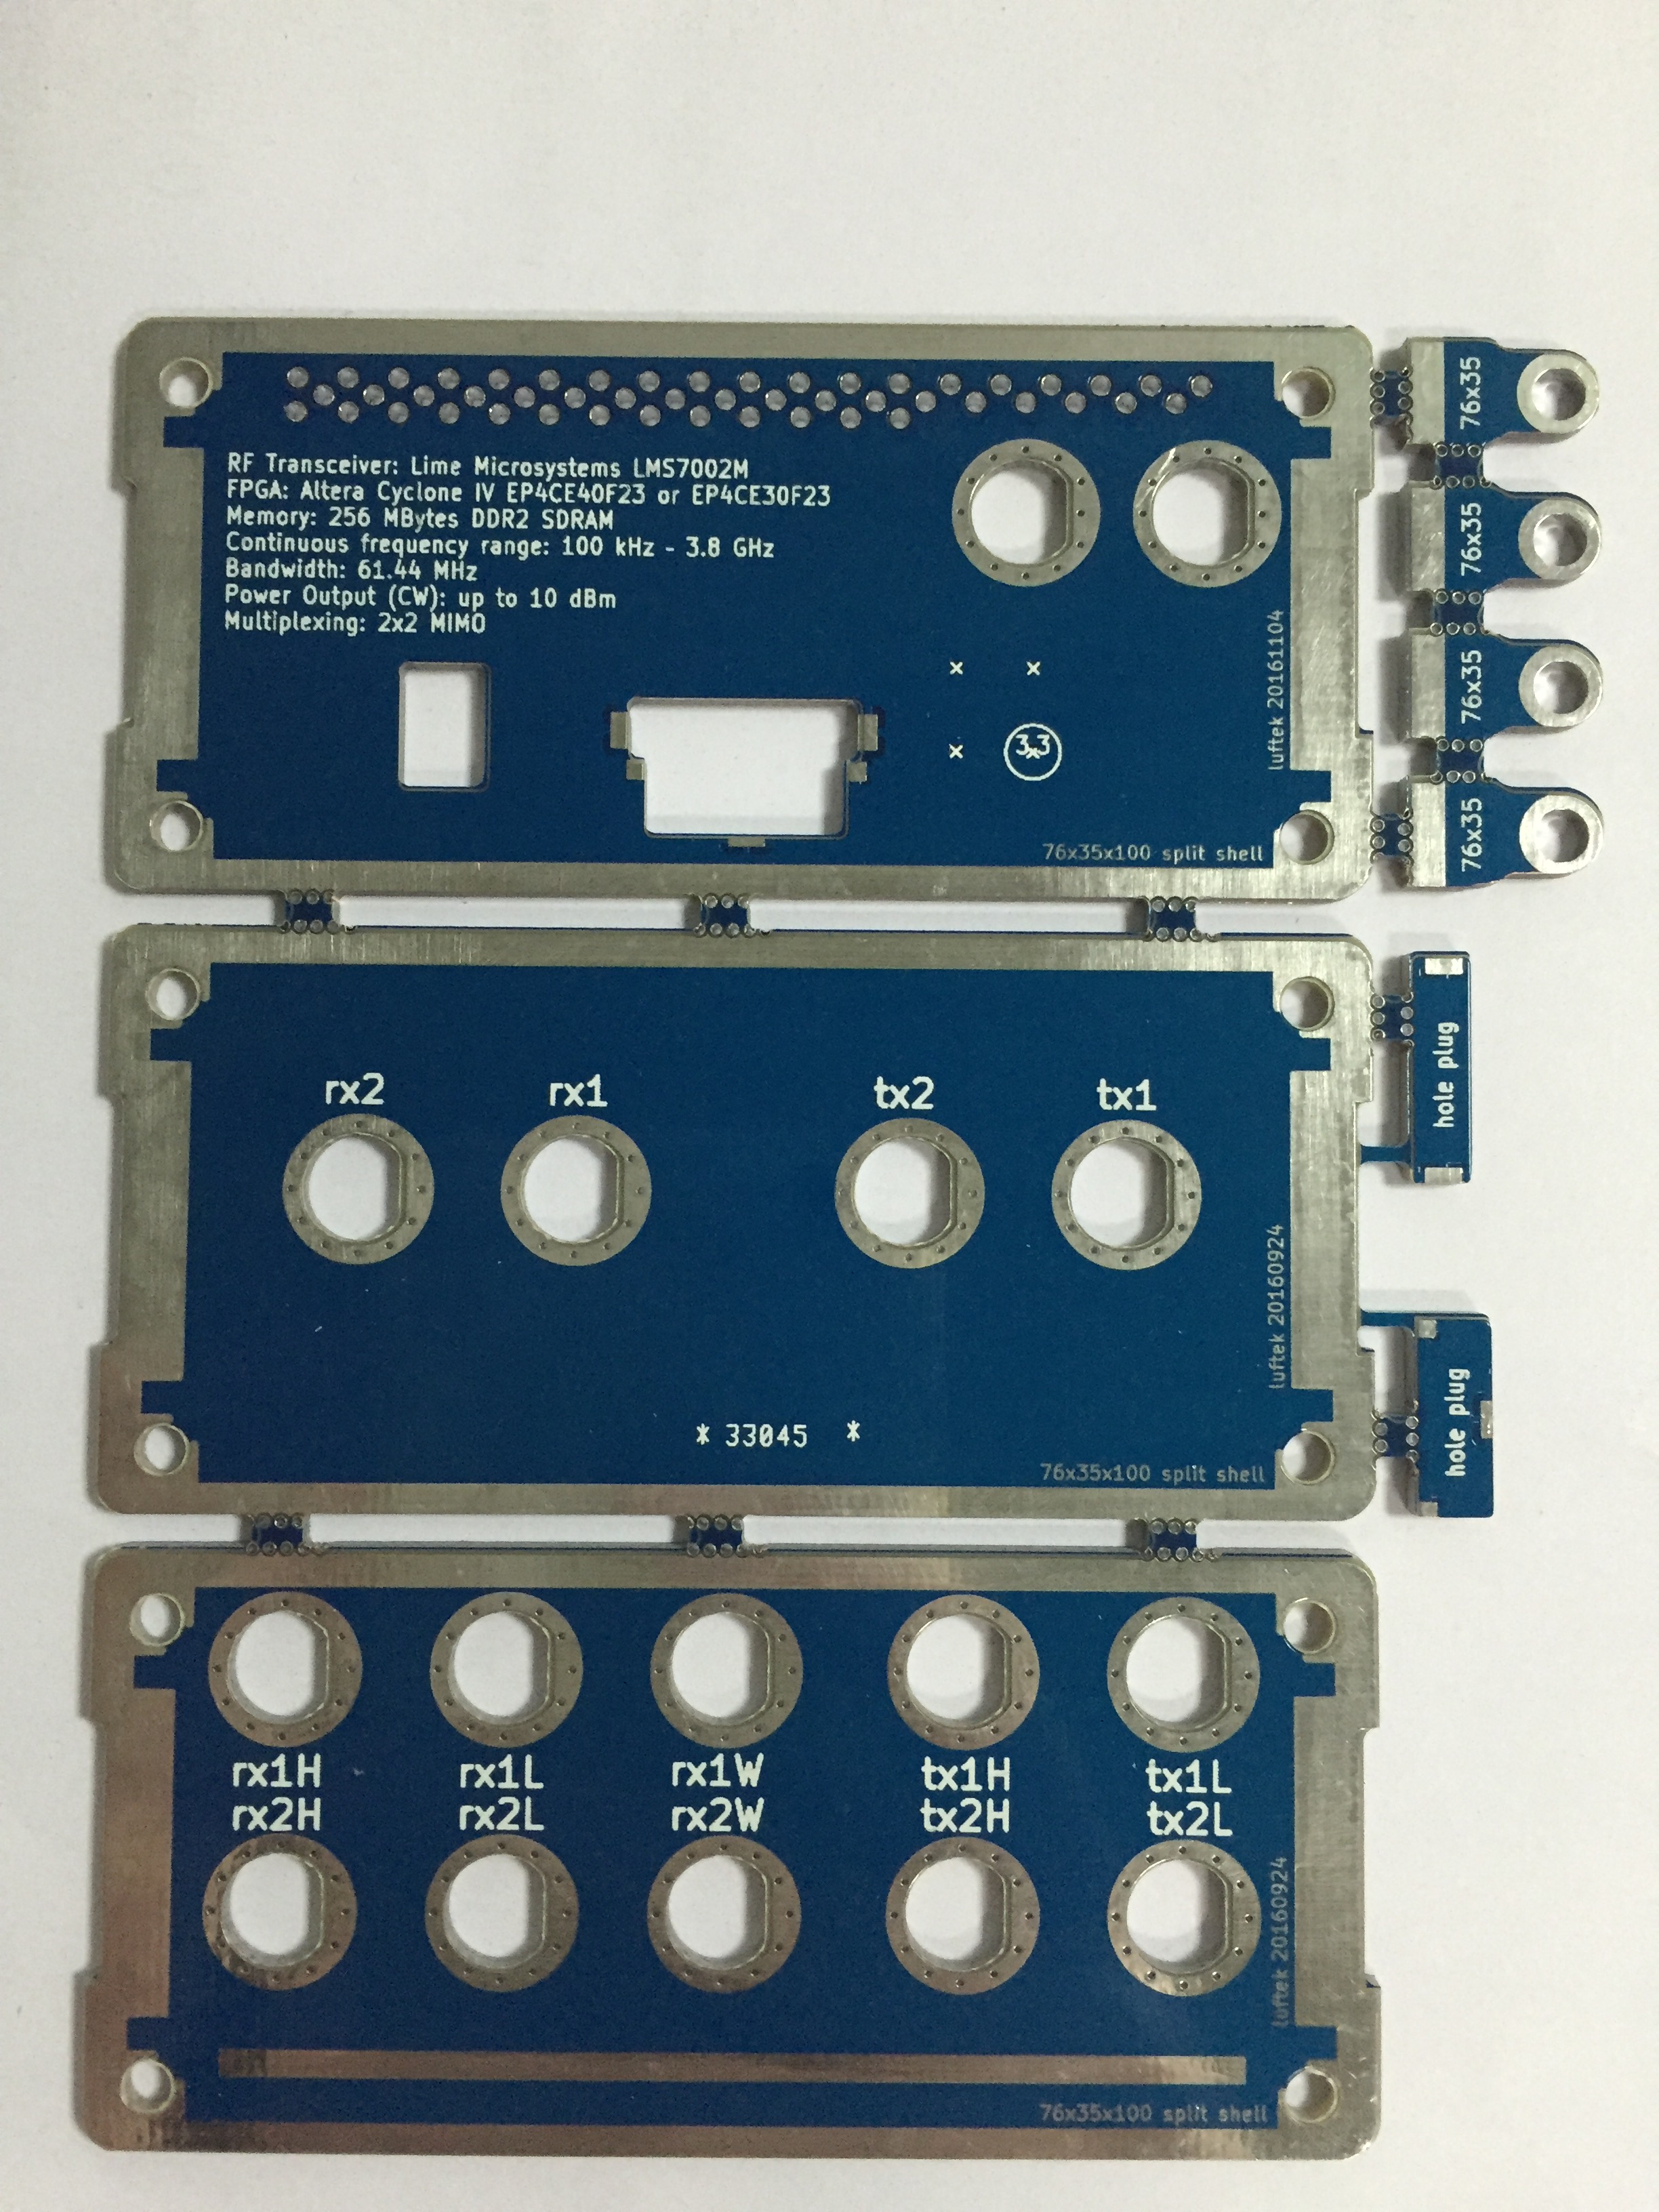 RF Transceiver: Lime Microsystems LMS7002M
FPGA: Altera Cyclone IV EP4CE40F23 or EP4CE30F23
Memory: 256 MBytes DDR2 SDRAM
Continuous frequency range: 100 kHz - 3.8 GHz
Bandwidth: 61.44 MHz
Power Output (CW): up to 10 dBm
Multiplexing: 2x2 MIMO
x x
x 3.3
luftek 20161104
76x35x100 split shell
76x35
76x35
76x35
76x35
rx2 rx1 tx2 tx1
* 33045 *
luftek 20160924
76x35x100 split shell
hole plug
hole plug
rx1H rx1L rx1W tx1H tx1L
rx2H rx2L rx2W tx2H tx2L
luftek 20160924
76x35x100 split shell